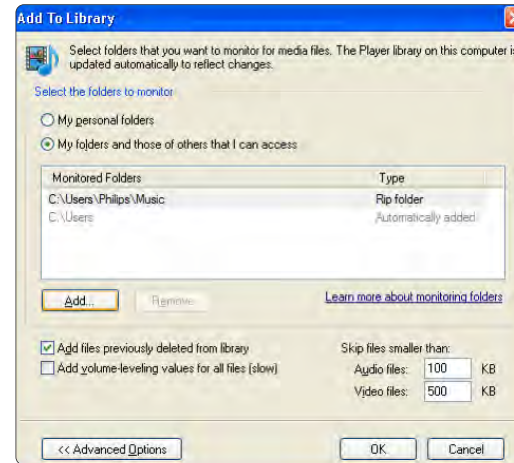 Add To Library
Select folders that you want to monitor for media files. The Player library on this computer is
updated automatically to reflect changes.
Select the folders to monitor
My personal folders
My folders and those of others that I can access
Monitored Folders Type
C:\Users\Philips\Music Rip folder
C:\Users Automatically added
Add... Remove Learn more about monitoring folders
Add files previously deleted from library Skip files smaller than:
Add volume-leveling values for all files (slow) Audio files: 100 KB
Video files: 500 KB
<< Advanced Options OK Cancel